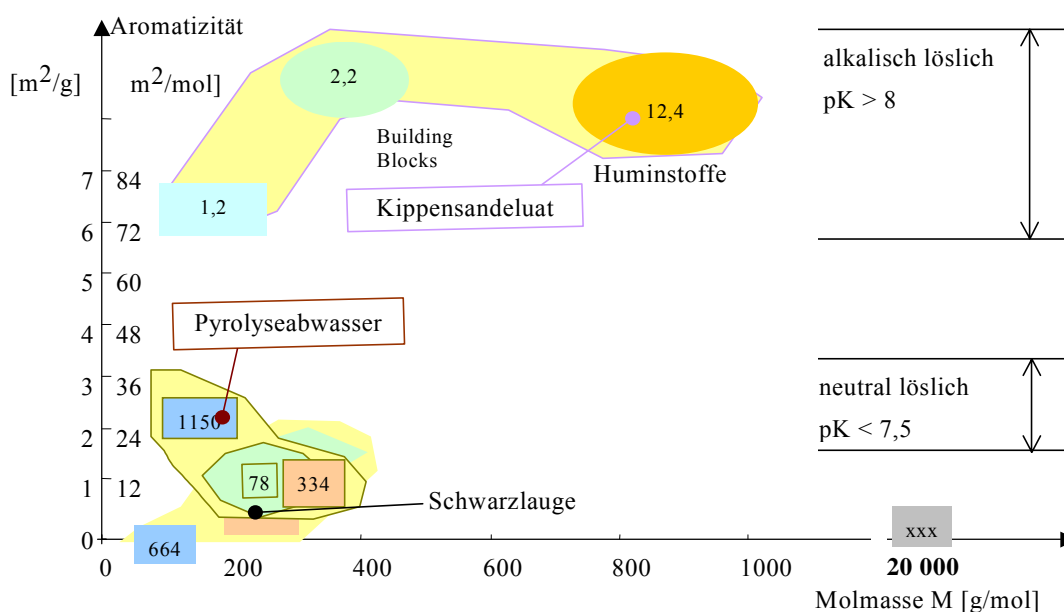 Aromatizität
[m2/g]
m2/mol]
2,2
12,4
alkalisch löslich
pK > 8
Building
Blocks
Huminstoffe
7
84
1,2
Kippensandeluat
6
72
5
60
Pyrolyseabwasser
4
48
3
36
neutral löslich
1150
pK < 7,5
2
24
1
12
78
334
Schwarzlauge
0
664
xxx
0
200
400
600
800
1000
20 000
Molmasse M [g/mol]